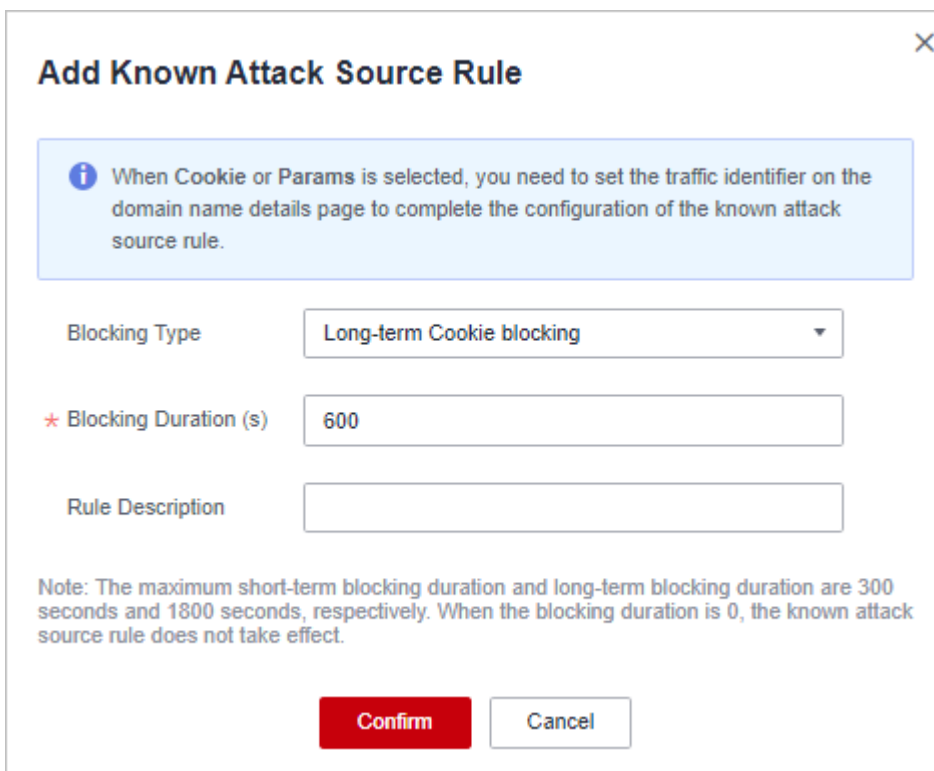 Add Known Attack Source Rule
When Cookie or Params is selected, you need to set the traffic identifier on the
domain name details page to complete the configuration of the known attack
source rule.
Blocking Type
Long-term Cookie blocking
* Blocking Duration (s)
600
Rule Description
Note: The maximum short-term blocking duration and long-term blocking duration are 300
seconds and 1800 seconds, respectively. When the blocking duration is 0, the known attack
source rule does not take effect.
Confirm
Cancel